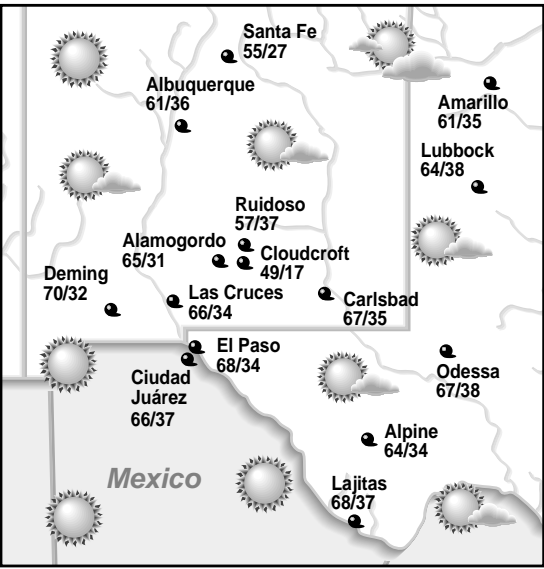 Santa Fe
55/27
Albuquerque
61/36
Amarillo
61/35
Lubbock
64/38
Ruidoso
57/37
Alamogordo
65/31
Cloudcroft
49/17
Deming
70/32
Las Cruces
66/34
Carlsbad
67/35
El Paso
68/34
Ciudad
Juárez
66/37
Odessa
67/38
Alpine
64/34
Mexico
Lajitas
68/37